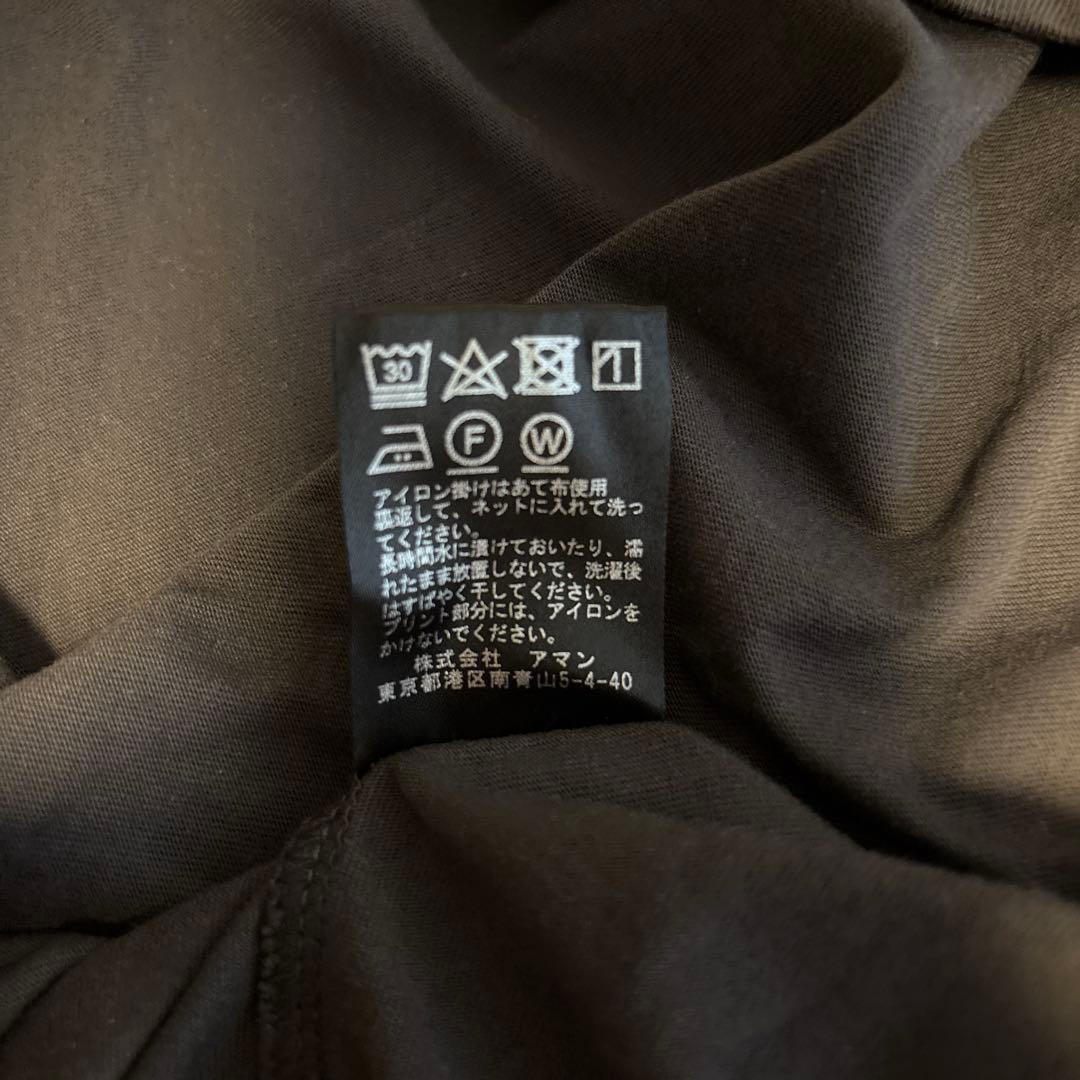 30
F W
アイロン掛けはあて布使用
裏返して、ネットに入れて洗っ
てください。
長時間水に漬けておいたり、濡
れたまま放置しないで、洗濯後
はすばやく干してください。
プリント部分には、アイロンを
かけないでください。
株式会社 アマン
東京都港区南青山5-4-40